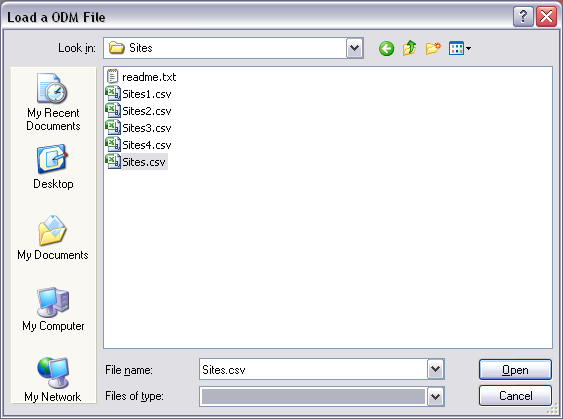 Load a ODM File
Look in: Sites
readme.txt
Sites1.csv
Sites2.csv
Sites3.csv
Sites4.csv
Sites.csv
My Recent
Documents
Desktop
My Documents
My Computer
My Network
File name: Sites.csv Open
Files of type: Cancel